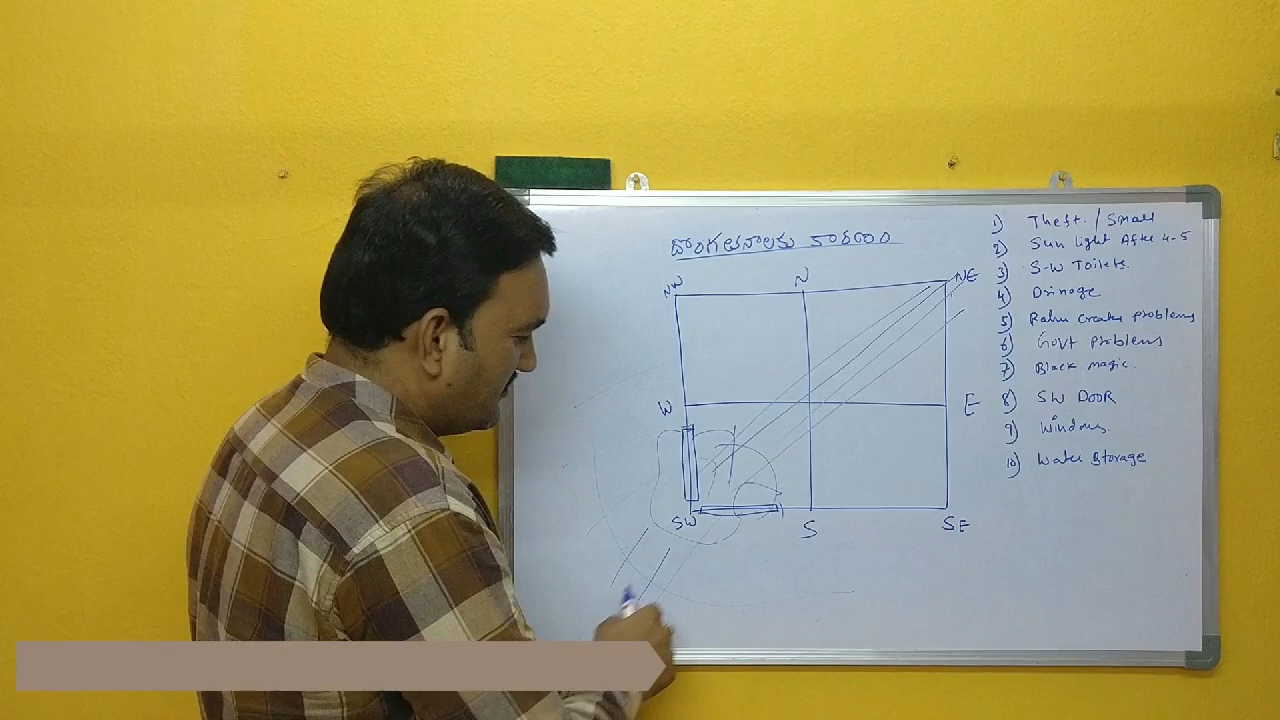 దొంగతనాలకు కారణం
NW N NE
W E
SW S SE
1) Theft. / Small
2) Sun light After 4-5
3) S-W Toilets.
4) Drinage
5) Rahu creates problems
6) Govt problems
7) Black magic.
8) SW DOOR
9) Windows.
10) Water Storage